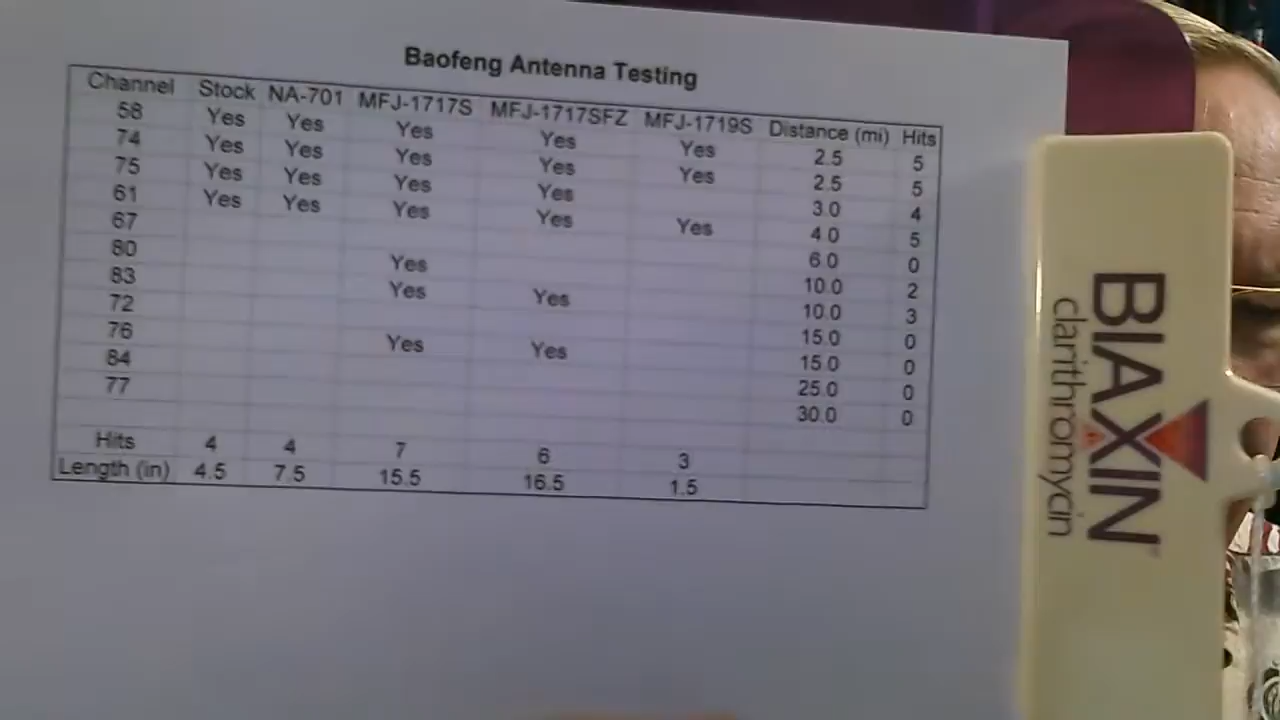 Baofeng Antenna Testing
Channel Stock NA-701 MFJ-1717S MFJ-1717SFZ MFJ-1719S Distance (mi) Hits
58 Yes Yes Yes Yes Yes 2.5 5
74 Yes Yes Yes Yes Yes 2.5 5
75 Yes Yes Yes Yes 3.0 4
61 Yes Yes Yes Yes Yes 4.0 5
67 6.0 0
80 Yes 10.0 2
83 Yes Yes 10.0 3
72 15.0 0
76 Yes Yes 15.0 0
84 25.0 0
77 30.0 0
Hits 4 4 7 6 3
Length (in) 4.5 7.5 15.5 16.5 1.5
BIAXIN
clarithromycin